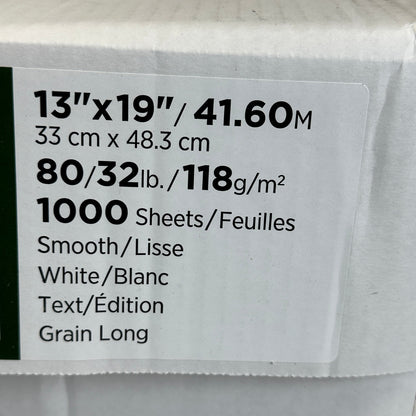 13"x19"/ 41.60M
33 cm x 48.3 cm
80/32lb./118g/m²
1000 Sheets/Feuilles
Smooth/Lisse
White/Blanc
Text/Édition
Grain Long